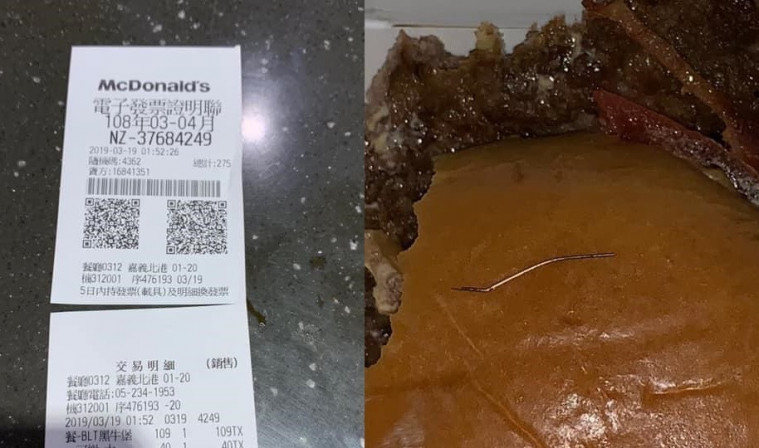 McDonald's
電子發票證明聯
108年03-04月
NZ-37684249
2019-03-19 01:52:26
隨機碼:4362 總計:275
賣方:16841351
餐廳0312 嘉義北港 01-20
機312001 序476193 03/19
5日內持發票(載具)及明細換發票
交易明細 (銷售)
餐廳0312 嘉義北港 01-20
餐廳電話:05-234-1953
機312001 序476193 -20
2019/03/19 01:52 0319 4249
餐-BLT黑牛堡 109 1 109TX
40 1 40TX